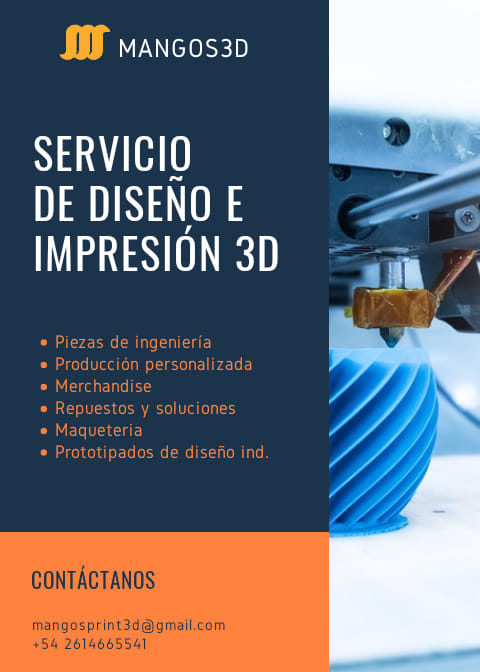 MANGOS3D
SERVICIO
DE DISEÑO E
IMPRESIÓN 3D
Piezas de ingeniería
Producción personalizada
Merchandise
Repuestos y soluciones
Maqueteria
Prototipados de diseño ind.
CONTÁCTANOS
mangosprint3d@gmail.com
+54 2614665541